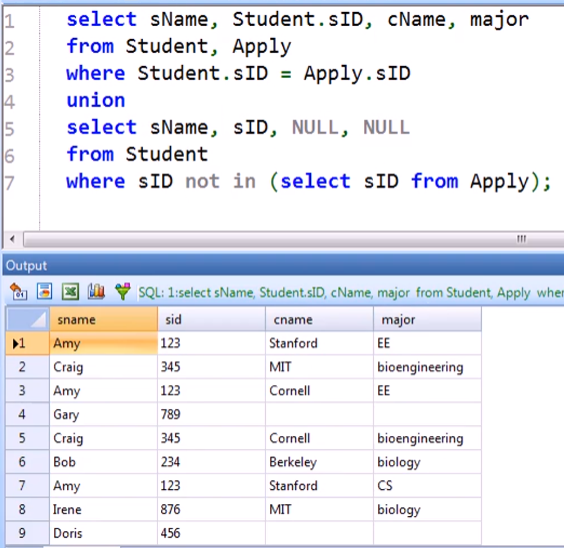 1 select sName, Student.sID, cName, major
2 from Student, Apply
3 where Student.sID = Apply.sID
4 union
5 select sName, sID, NULL, NULL
6 from Student
7 where sID not in (select sID from Apply);
Output
SQL: 1:select sName, Student.sID, cName, major from Student, Apply wher
sname sid cname major
1 Amy 123 Stanford EE
2 Craig 345 MIT bioengineering
3 Amy 123 Cornell EE
4 Gary 789
5 Craig 345 Cornell bioengineering
6 Bob 234 Berkeley biology
7 Amy 123 Stanford CS
8 Irene 876 MIT biology
9 Doris 456